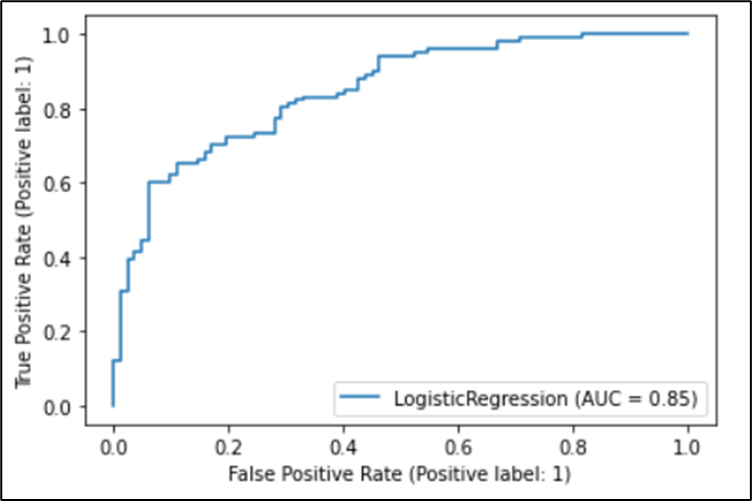 1.0
0.8
0.6
0.4
0.2
0.0
True Positive Rate (Positive label: 1)
LogisticRegression (AUC = 0.85)
0.0 0.2 0.4 0.6 0.8 1.0
False Positive Rate (Positive label: 1)